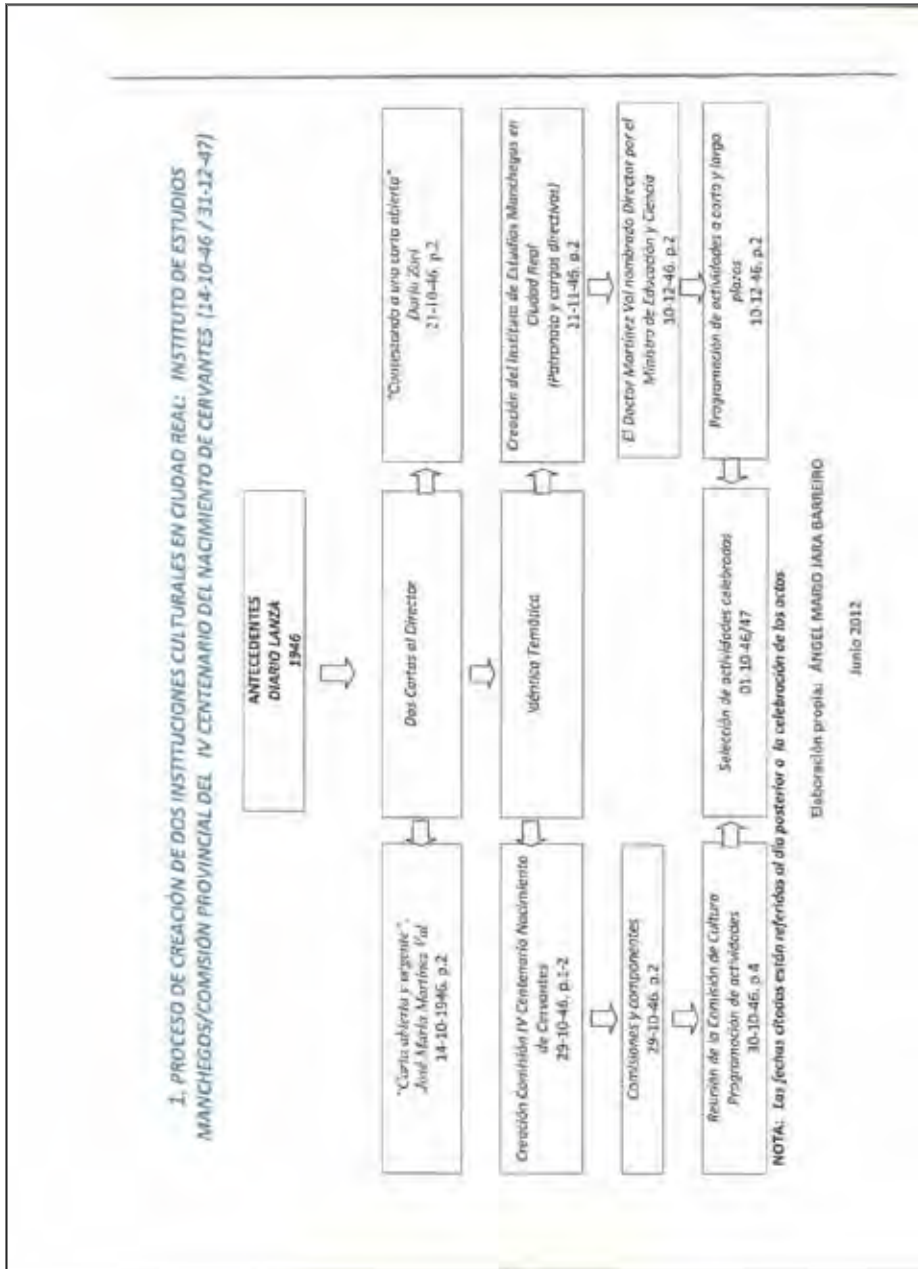 1. PROCESO DE CREACIÓN DE DOS INSTITUCIONES CULTURALES EN CIUDAD REAL: INSTITUTO DE ESTUDIOS
MANCHEGOS/COMISIÓN PROVINCIAL DEL IV CENTENARIO DEL NACIMIENTO DE CERVANTES (14-10-46 / 31-12-47)
ANTECEDENTES
DIARIO LANZA
1946
"Carta abierta y urgente".
José María Martínez Val
14-10-1946, p.2
Dos Cartas al Director
"Contestando a una carta abierta"
Darío Zorí
21-10-46, p.2
Creación Comisión IV Centenario Nacimiento
de Cervantes
29-10-46, p.1-2
Idéntica Temática
Creación del Instituto de Estudios Manchegos en
Ciudad Real
(Patronato y cargos directivos)
21-11-46, p.2
Comisiones y componentes
29-10-46, p.2
El Doctor Martínez Val nombrado Director por el
Ministro de Educación y Ciencia
10-12-46, p.2
Reunión de la Comisión de Cultura
Programación de actividades
30-10-46, p.4
Selección de actividades celebradas
01-10-46/47
Programación de actividades a corto y largo
plazos
10-12-46, p.2
NOTA: Las fechas citadas están referidas al día posterior a la celebración de los actos
Elaboración propia: ÁNGEL MARIO JARA BARREIRO
Junio 2012